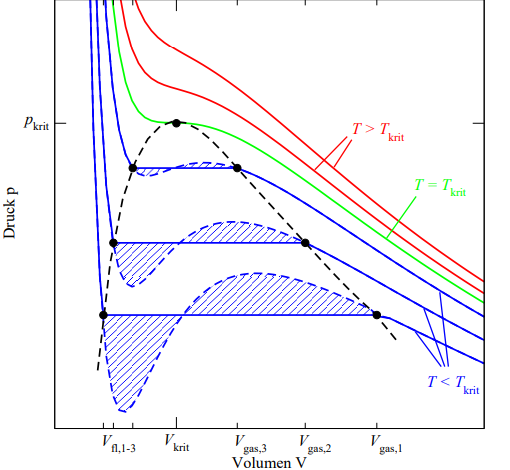 p_krit
T > T_krit
T = T_krit
T < T_krit
Druck p
V_fl,1-3 V_krit V_gas,3 V_gas,2 V_gas,1
Volumen V